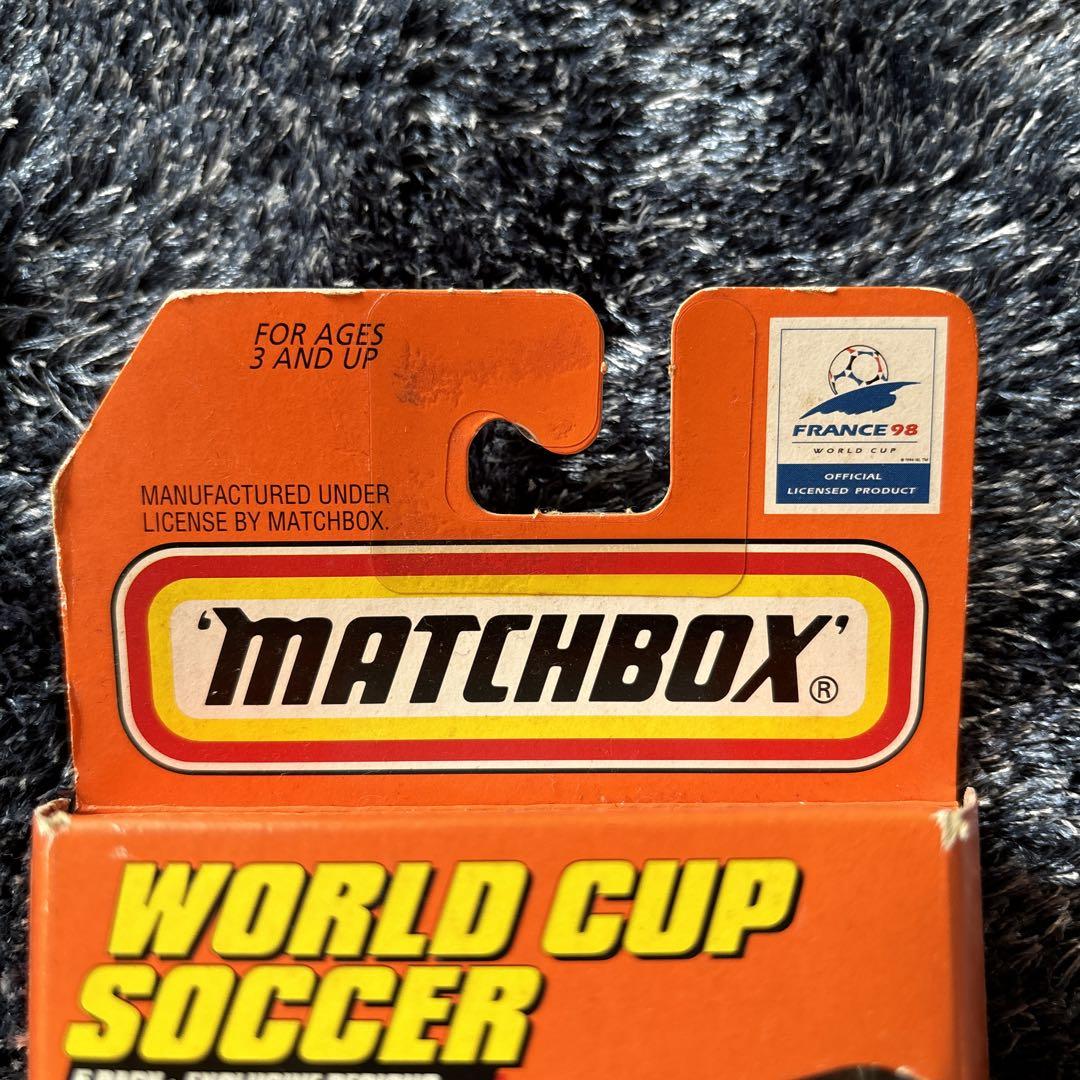 FOR AGES
3 AND UP
FRANCE 98
WORLD CUP
OFFICIAL
LICENSED PRODUCT
MANUFACTURED UNDER
LICENSE BY MATCHBOX.
'MATCHBOX'®
WORLD CUP
SOCCER